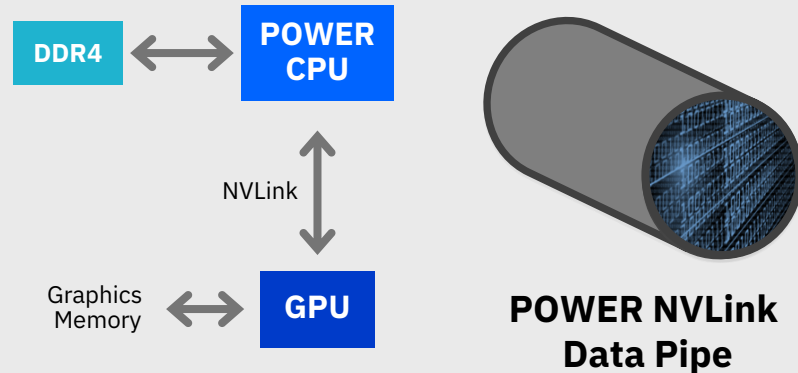 DDR4
POWER
CPU
NVLink
Graphics
Memory
GPU
POWER NVLink
Data Pipe